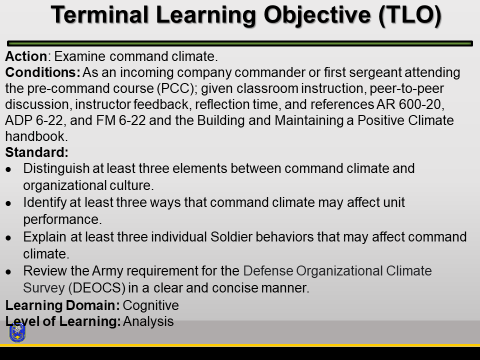 Terminal Learning Objective (TLO)
Action: Examine command climate.
Conditions: As an incoming company commander or first sergeant attending
the pre-command course (PCC); given classroom instruction, peer-to-peer
discussion, instructor feedback, reflection time, and references AR 600-20,
ADP 6-22, and FM 6-22 and the Building and Maintaining a Positive Climate
handbook.
Standard:
• Distinguish at least three elements between command climate and
organizational culture.
• Identify at least three ways that command climate may affect unit
performance.
• Explain at least three individual Soldier behaviors that may affect command
climate.
• Review the Army requirement for the Defense Organizational Climate
Survey (DEOCS) in a clear and concise manner.
Learning Domain: Cognitive
Level of Learning: Analysis